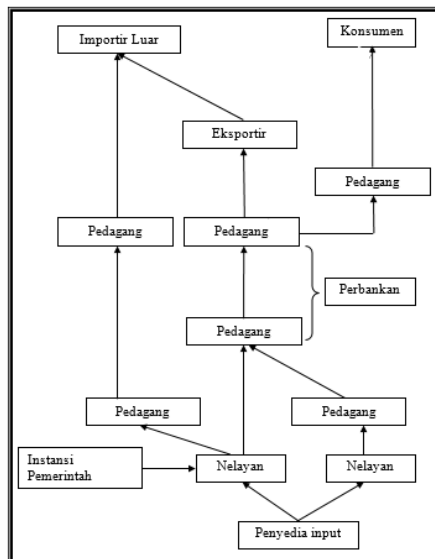 Importir Luar
Konsumen
Eksportir
Pedagang
Pedagang
Pedagang
Perbankan
Pedagang
Pedagang
Pedagang
Instansi
Pemerintah
Nelayan
Nelayan
Penyedia input